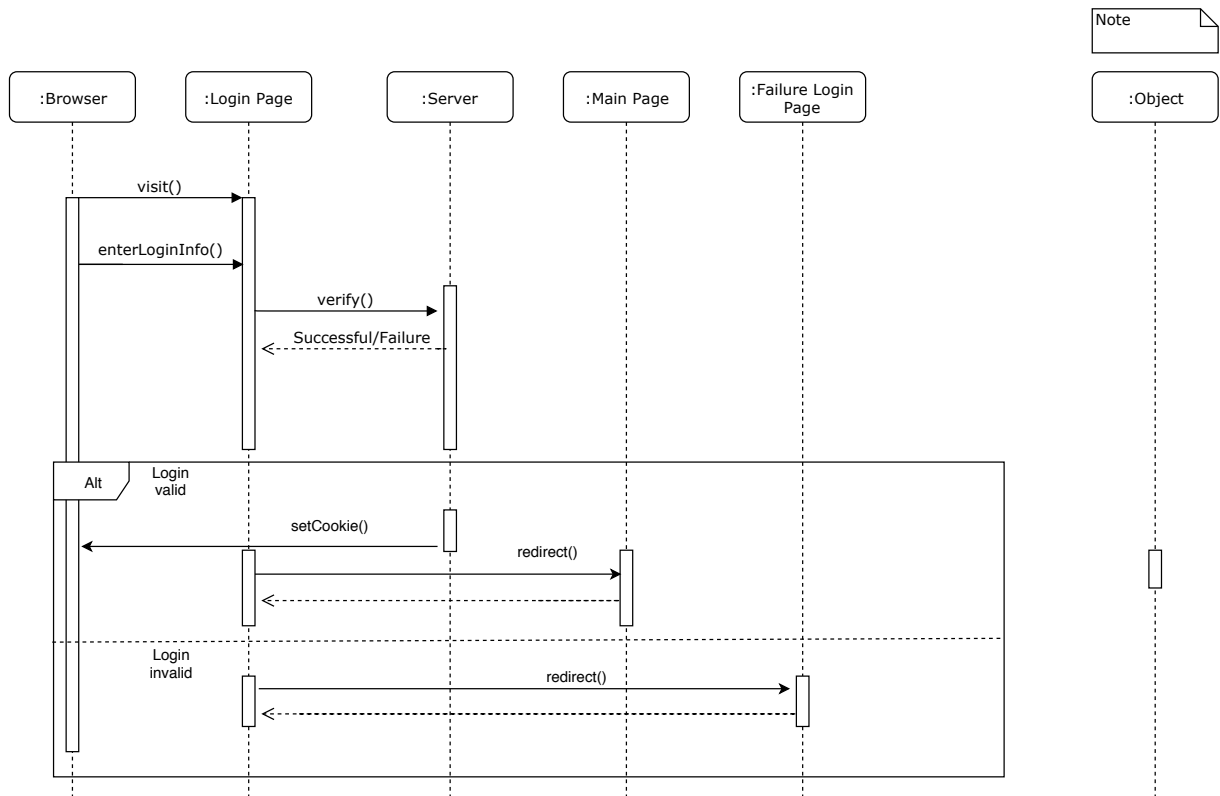 Note
:Browser
:Login Page
:Server
:Main Page
:Failure Login
Page
:Object
visit()
enterLoginInfo()
verify()
Successful/Failure
Alt
Login
valid
setCookie()
redirect()
Login
invalid
redirect()